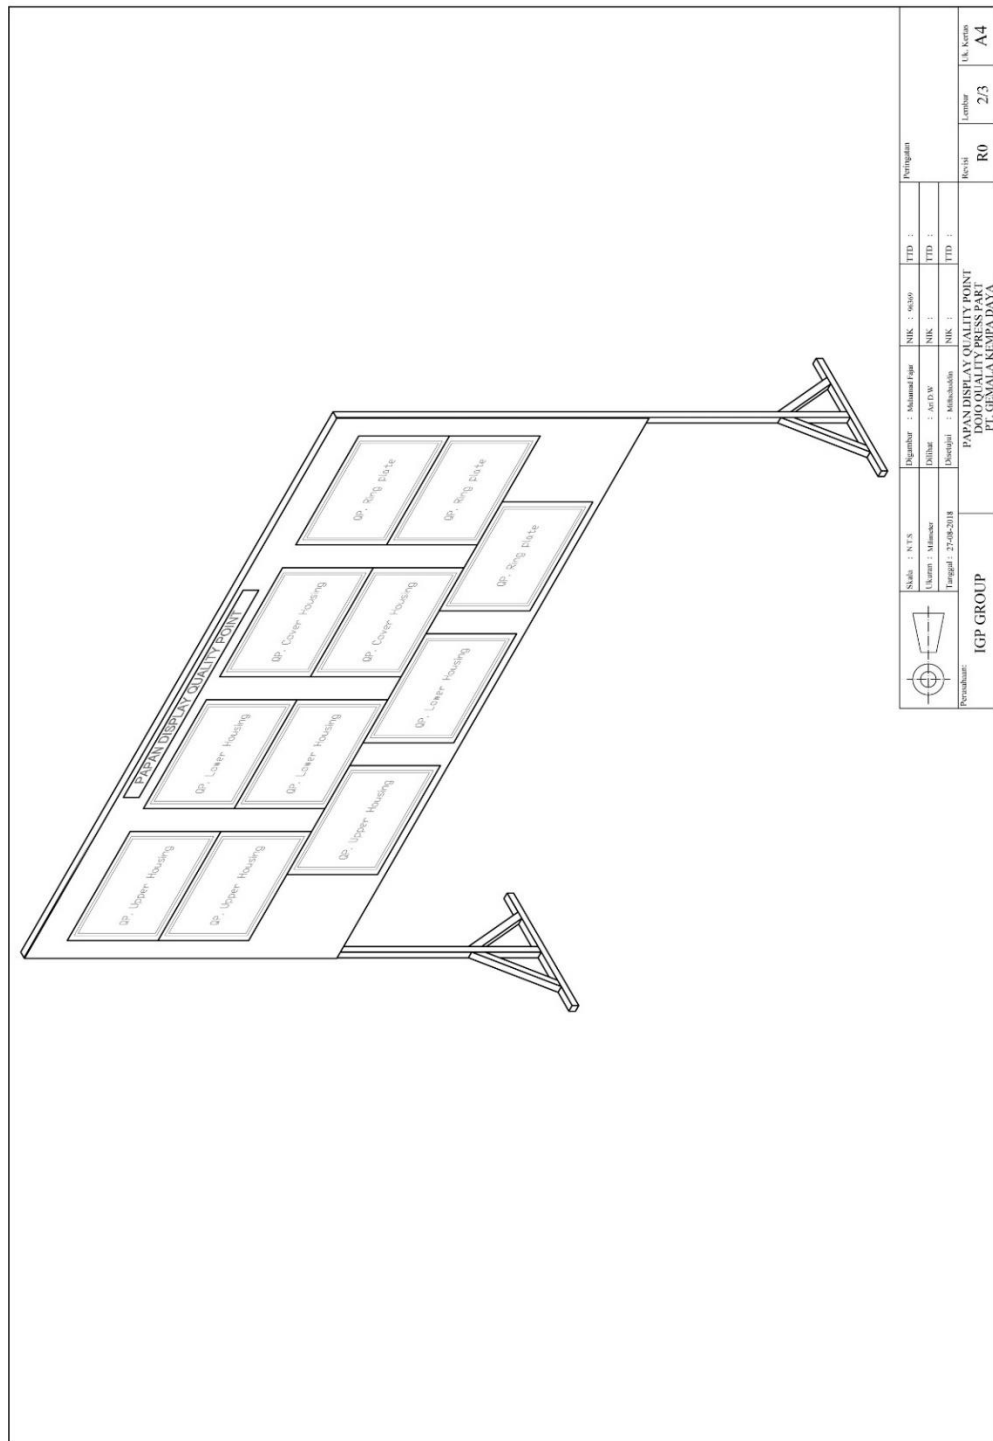 PAPAN DISPLAY QUALITY POINT
QP. Upper Housing
QP. Lower Housing
QP. Cover Housing
QP. Ring plate
QP. Upper Housing
QP. Lower Housing
QP. Cover Housing
QP. Ring plate
QP. Upper Housing
QP. Lower Housing
QP. Ring plate
Skala : N.T.S
Digambar : Muhamad Fajar
NIK : 96369
TTD :
Peringatan
Ukuran : Milimeter
Dilihat : Ari D.W
NIK :
TTD :
Tanggal : 27-08-2018
Disetujui : Miftachuddin
NIK :
TTD :
Perusahaan:
IGP GROUP
PAPAN DISPLAY QUALITY POINT
DOJO QUALITY PRESS PART
PT. GEMALA KEMPA DAYA
Revisi
R0
Lembar
2/3
Uk. Kertas
A4